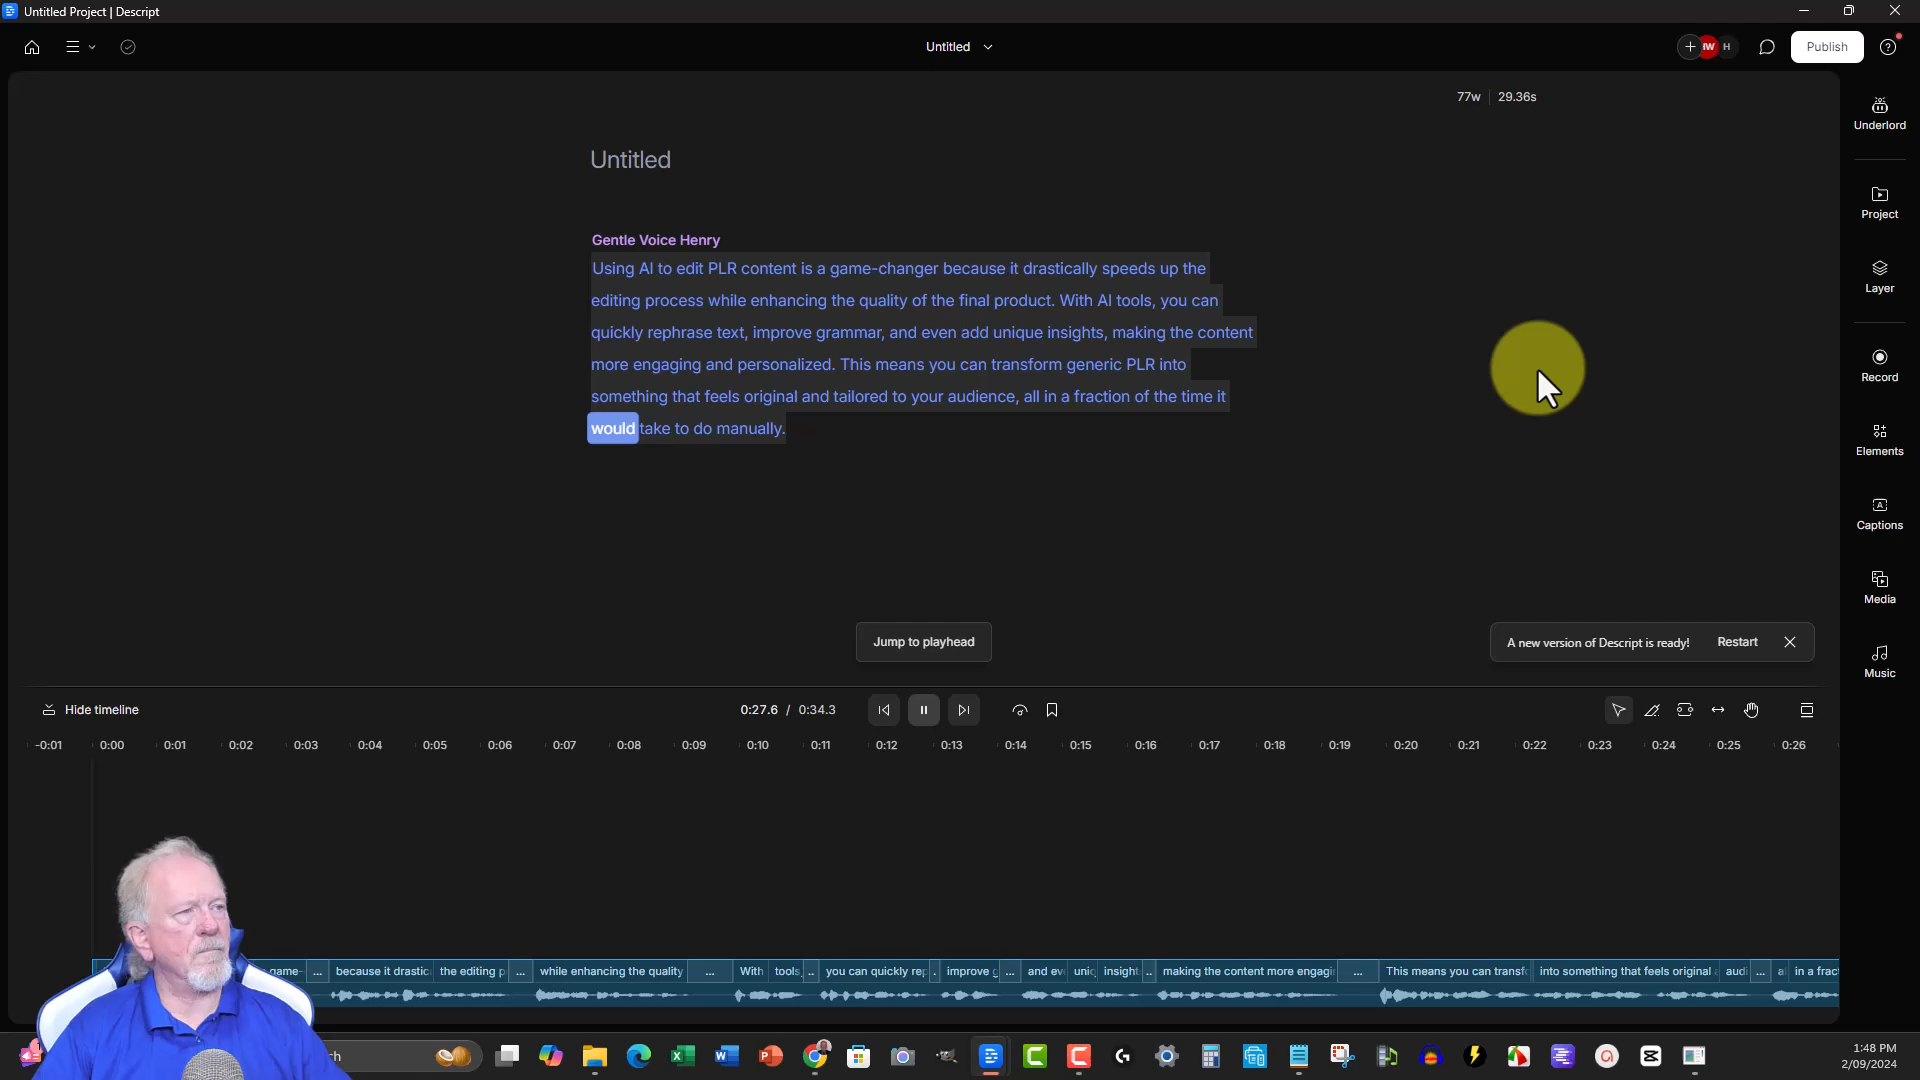 Untitled Project | Descript
Untitled
IW
H
Publish
77w | 29.36s
Underlord
Untitled
Project
Gentle Voice Henry
Using AI to edit PLR content is a game-changer because it drastically speeds up the
editing process while enhancing the quality of the final product. With AI tools, you can
quickly rephrase text, improve grammar, and even add unique insights, making the content
more engaging and personalized. This means you can transform generic PLR into
something that feels original and tailored to your audience, all in a fraction of the time it
would take to do manually.
Layer
Record
Elements
Captions
Media
Music
Jump to playhead
A new version of Descript is ready! Restart
Hide timeline
0:27.6 / 0:34.3
-0:01 0:00 0:01 0:02 0:03 0:04 0:05 0:06 0:07 0:08 0:09 0:10 0:11 0:12 0:13 0:14 0:15 0:16 0:17 0:18 0:19 0:20 0:21 0:22 0:23 0:24 0:25 0:26
game- ... because it drastic the editing p ... while enhancing the quality ... With tools, .. you can quickly rep . improve g ... and ev uniq insight .. making the content more engagi ... This means you can transf into something that feels original audi ... a in a frac
ch
1:48 PM
2/09/2024